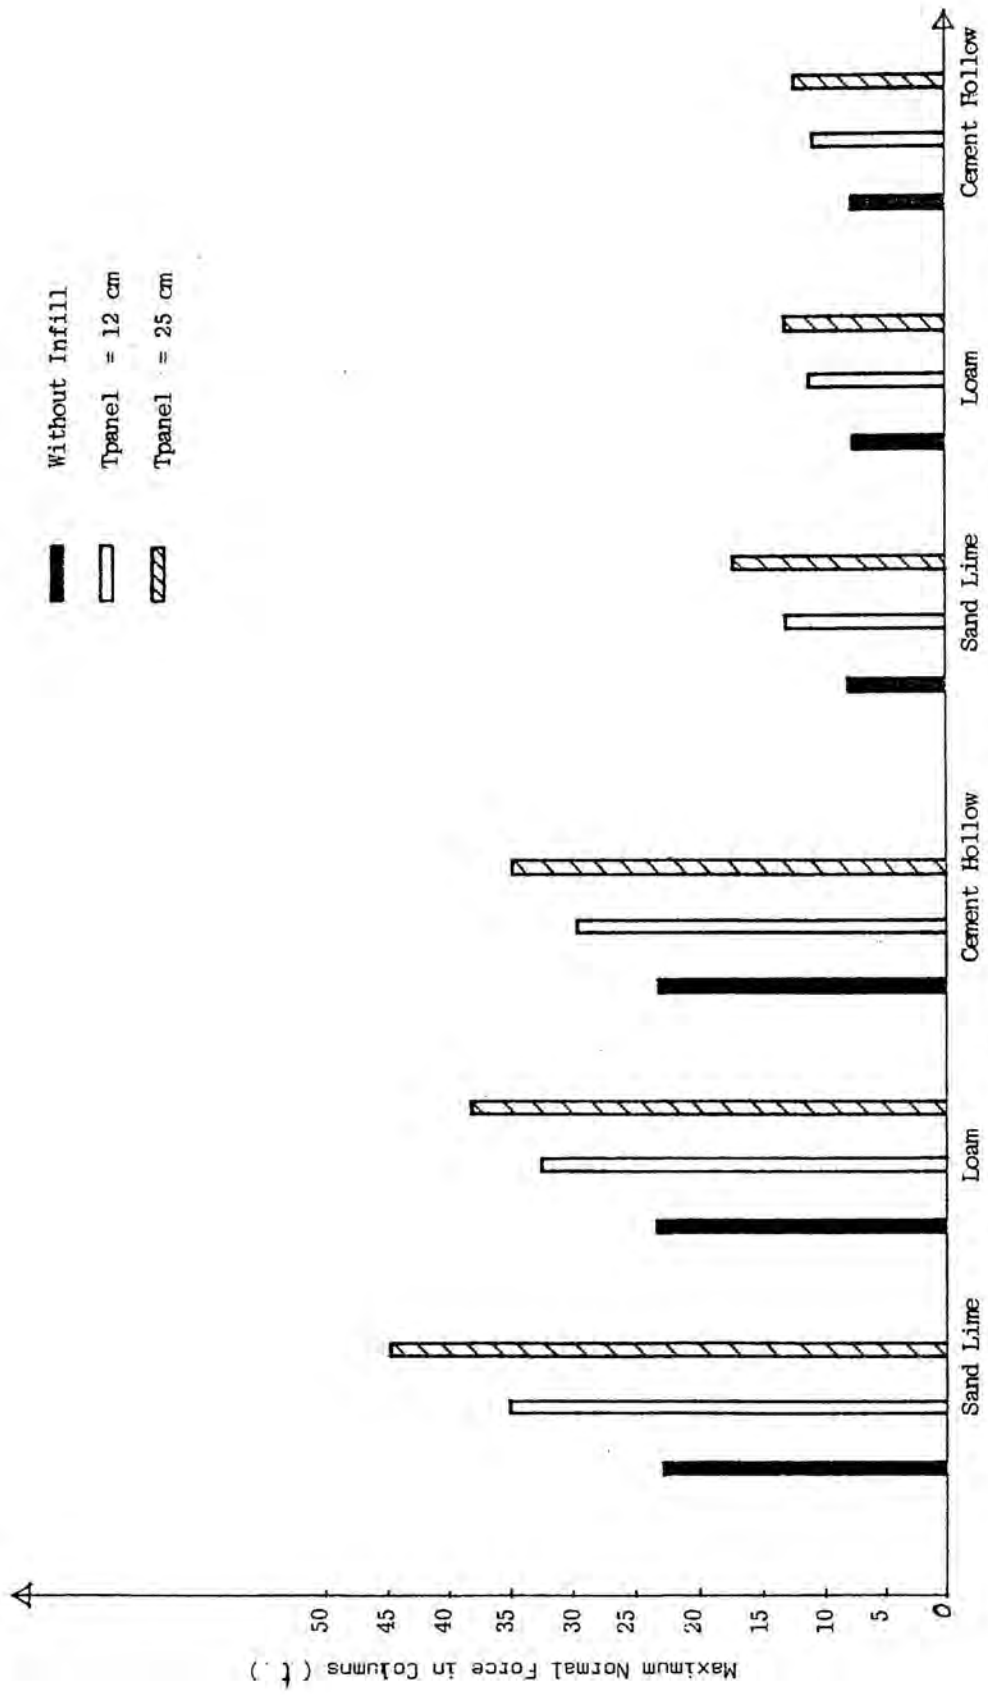 Maximum Normal Force in Columns ( t. )
50
45
40
35
30
25
20
15
10
5
0
Without Infill
Tpanel = 12 cm
Tpanel = 25 cm
Sand Lime
Loam
Cement Hollow
Sand Lime
Loam
Cement Hollow